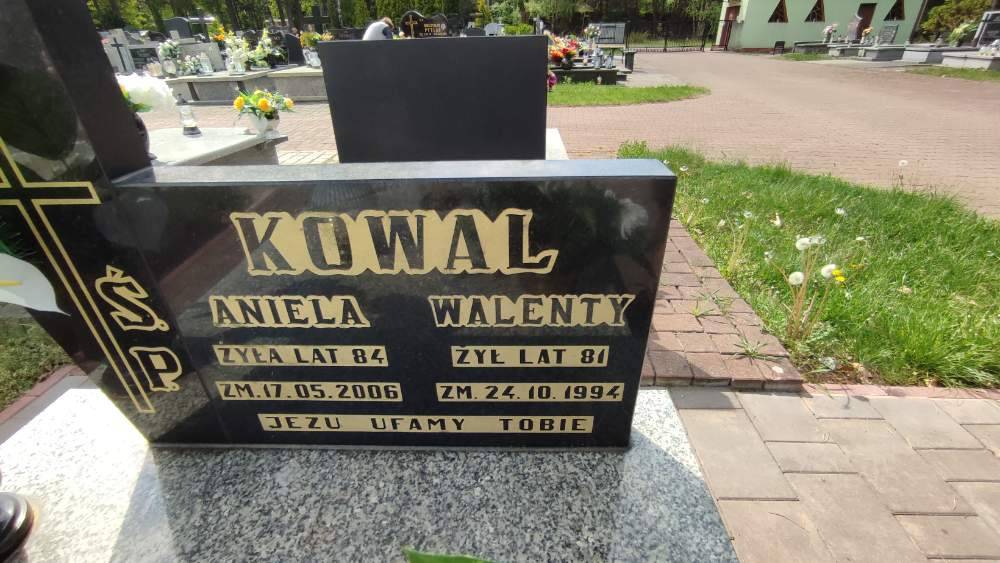 KOWAL
Ś.
P.
ANIELA WALENTY
ŻYŁA LAT 84 ŻYŁ LAT 81
ZM. 17.05.2006 ZM. 24.10.1994
JEZU UFAMY TOBIE